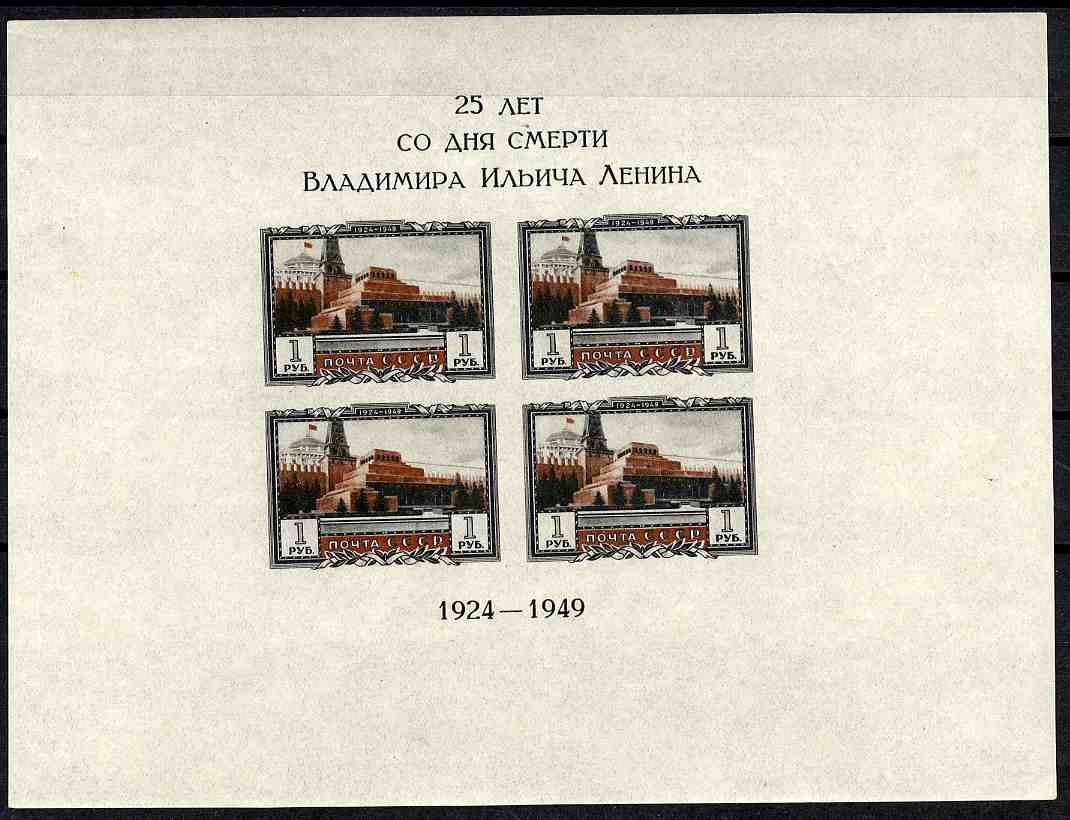 25 ЛЕТ
СО ДНЯ СМЕРТИ
ВЛАДИМИРА ИЛЬИЧА ЛЕНИНА
1924-1949
1924-1949
1 РУБ.
ПОЧТА СССР
1 РУБ.
1 РУБ.
ПОЧТА СССР
1 РУБ.
1924-1949
1924-1949
1 РУБ.
ПОЧТА СССР
1 РУБ.
1 РУБ.
ПОЧТА СССР
1 РУБ.
1924—1949